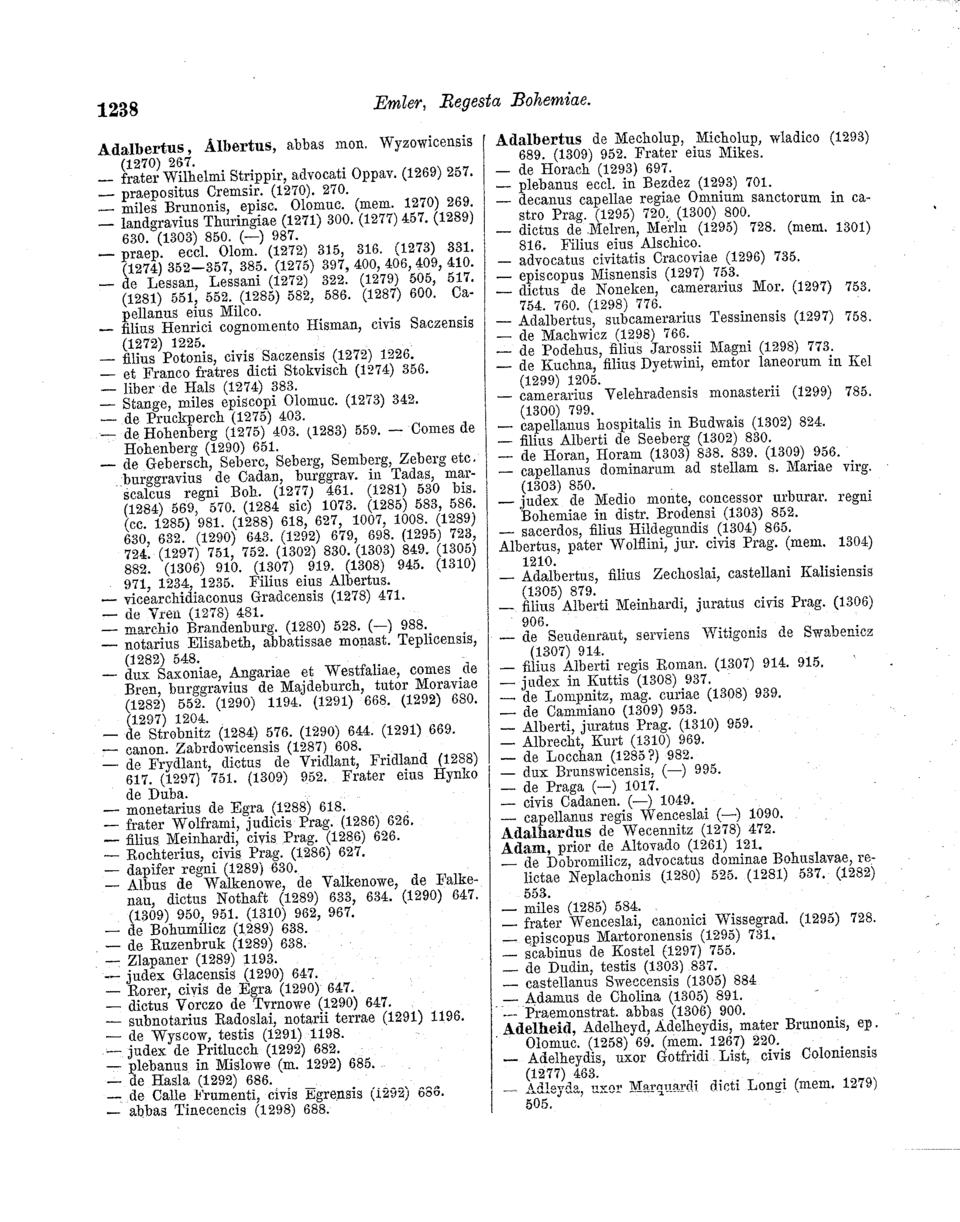 1238
Emler, Regesta Bohemiae.
Adalbertus, Albertus, abbas mon. Wyzowicensis
(1270) 267.
— frater Wilhelmi Strippir, advocati Oppav. (1269) 257.
— praepositus Cremsir. (1270). 270.
— miles Brunonis, episc. Olomuc. (mem. 1270) 269.
— landgravius Thuringiae (1271) 300. (1277) 457. (1289)
630. (1303) 850. (—) 987.
— praep. eccl. Olom. (1272) 315, 316. (1273) 331.
(1274) 352—357, 385. (1275) 397, 400, 406, 409, 410.
— de Lessan, Lessani (1272) 322. (1279) 505, 517.
(1281) 551, 552. (1285) 582, 586. (1287) 600. Ca-
pellanus eius Milco.
— filius Henrici cognomento Hisman, civis Saczensis
(1272) 1225.
— filius Potonis, civis Saczensis (1272) 1226.
— et Franco fratres dicti Stokvisch (1274) 356.
— liber de Hals (1274) 383.
— Stange, miles episcopi Olomuc. (1273) 342.
— de Pruckperch (1275) 403.
— de Hohenberg (1275) 403. (1283) 559. — Comes de
Hohenberg (1290) 651.
— de Gebersch, Seberc, Seberg, Semberg, Zeberg etc.
burggravius de Cadan, burggrav. in Tadas, mar-
scalcus regni Boh. (1277) 461. (1281) 530 bis.
(1284) 569, 570. (1284 sic) 1073. (1285) 583, 586.
(cc. 1285) 981. (1288) 618, 627, 1007, 1008. (1289)
630, 632. (1290) 643. (1292) 679, 698. (1295) 723,
724. (1297) 751, 752. (1302) 830. (1303) 849. (1305)
882. (1306) 910. (1307) 919. (1308) 945. (1310)
971, 1234, 1235. Filius eius Albertus.
— vicearchidiaconus Gradcensis (1278) 471.
— de Vren (1278) 481.
— marchio Brandenburg. (1280) 528. (—) 988.
— notarius Elisabeth, abbatissae monast. Teplicensis,
(1282) 548.
— dux Saxoniae, Angariae et Westfaliae, comes de
Bren, burggravius de Majdeburch, tutor Moraviae
(1282) 552. (1290) 1194. (1291) 668. (1292) 680.
(1297) 1204.
— de Strobnitz (1284) 576. (1290) 644. (1291) 669.
— canon. Zabrdowicensis (1287) 608.
— de Frydlant, dictus de Vridlant, Fridland (1288)
617. (1297) 751. (1309) 952. Frater eius Hynko
de Duba.
— monetarius de Egra (1288) 618.
— frater Wolframi, judicis Prag. (1286) 626.
— filius Meinhardi, civis Prag. (1286) 626.
— Rochterius, civis Prag. (1286) 627.
— dapifer regni (1289) 630.
— Albus de Walkenowe, de Valkenowe, de Falke-
nau, dictus Nothaft (1289) 633, 634. (1290) 647.
(1309) 950, 951. (1310) 962, 967.
— de Bohumilicz (1289) 638.
— de Ruzenbruk (1289) 638.
— Zlapaner (1289) 1193.
— judex Glacensis (1290) 647.
— Rorer, civis de Egra (1290) 647.
— dictus Vorczo de Tyrnowe (1290) 647.
— subnotarius Radoslai, notarii terrae (1291) 1196.
— de Wyscow, testis (1291) 1198.
— judex de Pritlucch (1292) 682.
— plebanus in Mislowe (m. 1292) 685.
— de Hasla (1292) 686.
— de Calle Frumenti, civis Egrensis (1292) 686.
— abbas Tinecencis (1298) 688.
Adalbertus de Mecholup, Micholup, wladico (1293)
689. (1309) 952. Frater eius Mikes.
— de Horach (1293) 697.
— plebanus eccl. in Bezdez (1293) 701.
— decanus capellae regiae Omnium sanctorum in ca-
stro Prag. (1295) 720. (1300) 800.
— dictus de Melren, Merln (1295) 728. (mem. 1301)
816. Filius eius Alschico.
— advocatus civitatis Cracoviae (1296) 735.
— episcopus Misnensis (1297) 753.
— dictus de Noneken, camerarius Mor. (1297) 753.
754. 760. (1298) 776.
— Adalbertus, subcamerarius Tessinensis (1297) 758.
— de Machwicz (1298) 766.
— de Podehus, filius Jarossii Magni (1298) 773.
— de Kuchna, filius Dyetwini, emtor laneorum in Kel
(1299) 1205.
— camerarius Velehradensis monasterii (1299) 785.
(1300) 799.
— capellanus hospitalis in Budwais (1302) 824.
— filius Alberti de Seeberg (1302) 830.
— de Horan, Horam (1303) 838. 839. (1309) 956.
— capellanus dominarum ad stellam s. Mariae virg.
(1303) 850.
— judex de Medio monte, concessor urburar. regni
Bohemiae in distr. Brodensi (1303) 852.
— sacerdos, filius Hildegundis (1304) 865.
Albertus, pater Wolflini, jur. civis Prag. (mem. 1304)
1210.
— Adalbertus, filius Zechoslai, castellani Kalisiensis
(1305) 879.
— filius Alberti Meinhardi, juratus civis Prag. (1306)
906.
— de Seudenraut, serviens Witigonis de Swabenicz
(1307) 914.
— filius Alberti regis Roman. (1307) 914. 915.
— judex in Kuttis (1308) 937.
— de Lompnitz, mag. curiae (1308) 939.
— de Cammiano (1309) 953.
— Alberti, juratus Prag. (1310) 959.
— Albrecht, Kurt (1310) 969.
— de Locchan (1285?) 982.
— dux Brunswicensis, (—) 995.
— de Praga (—) 1017.
— civis Cadanen. (—) 1049.
— capellanus regis Wenceslai (—) 1090.
Adalhardus de Wecennitz (1278) 472.
Adam, prior de Altovado (1261) 121.
— de Dobromilicz, advocatus dominae Bohuslavae, re-
lictae Neplachonis (1280) 525. (1281) 537. (1282)
553.
— miles (1285) 584.
— frater Wenceslai, canonici Wissegrad. (1295) 728.
— episcopus Martoronensis (1295) 731.
— scabinus de Kostel (1297) 755.
— de Dudin, testis (1303) 837.
— castellanus Sweccensis (1305) 884
— Adamus de Cholina (1305) 891.
— Praemonstrat. abbas (1306) 900.
Adelheid, Adelheyd, Adelheydis, mater Brunonis, ep.
Olomuc. (1258) 69. (mem. 1267) 220.
— Adelheydis, uxor Gotfridi List, civis Coloniensis
(1277) 463.
— Adleyda, uxor Marquardi dicti Longi (mem. 1279)
505.